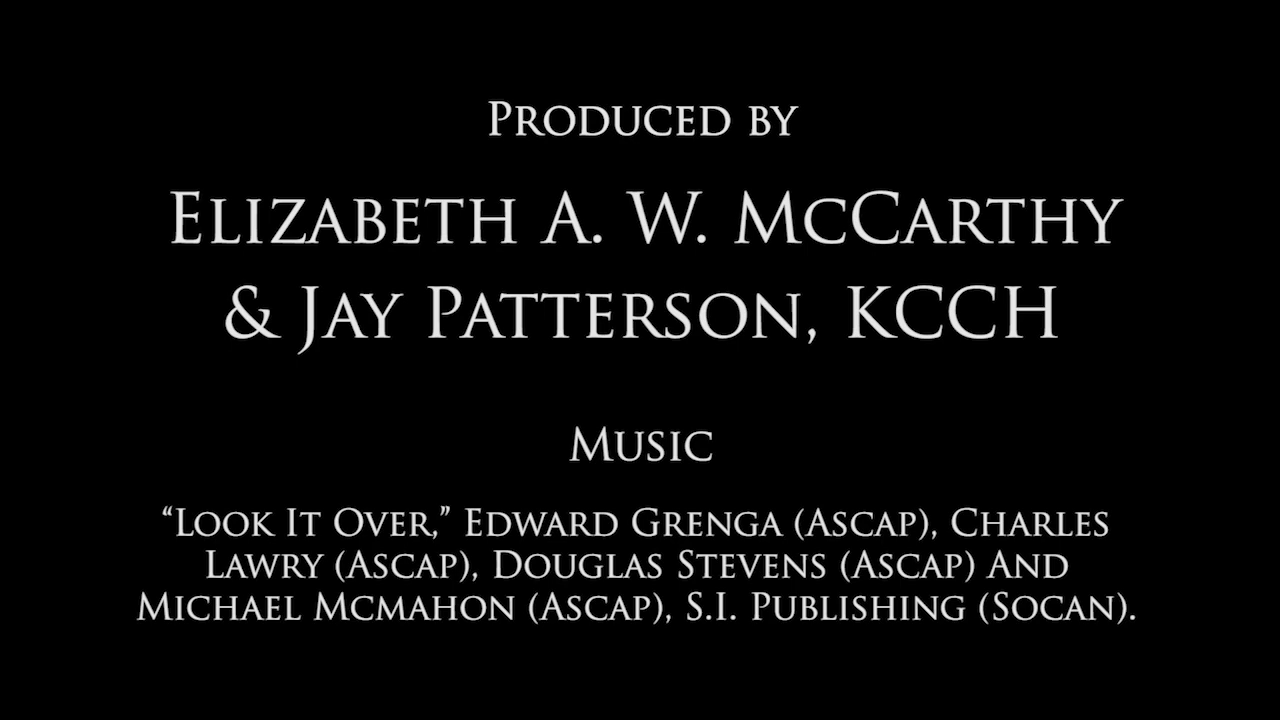 Produced by
Elizabeth A. W. McCarthy
& Jay Patterson, KCCH
Music
“Look It Over,” Edward Grenga (Ascap), Charles
Lawry (Ascap), Douglas Stevens (Ascap) And
Michael Mcmahon (Ascap), S.I. Publishing (Socan).